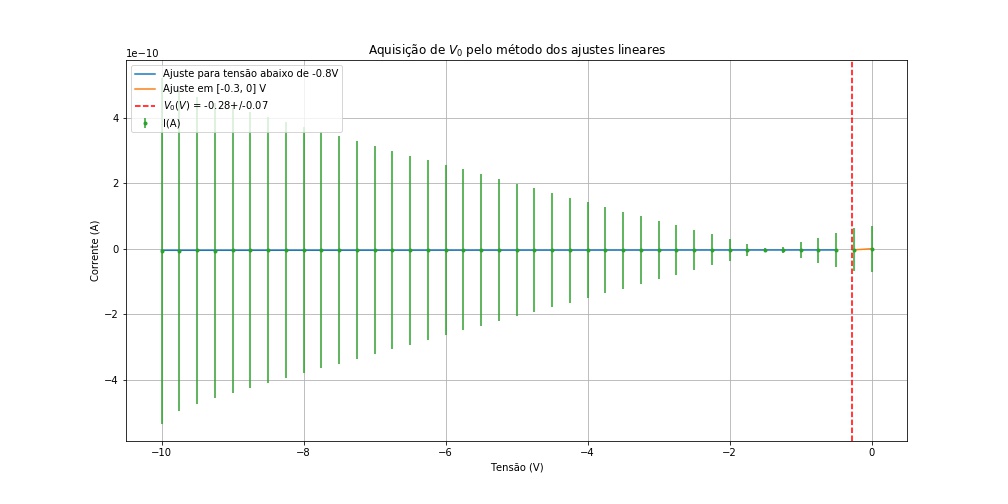 Aquisição de V₀ pelo método dos ajustes lineares
1e−10
Ajuste para tensão abaixo de -0.8V
Ajuste em [-0.3, 0] V
V₀(V) = -0.28+/-0.07
I(A)
4
2
0
−2
−4
Corrente (A)
−10
−8
−6
−4
−2
0
Tensão (V)